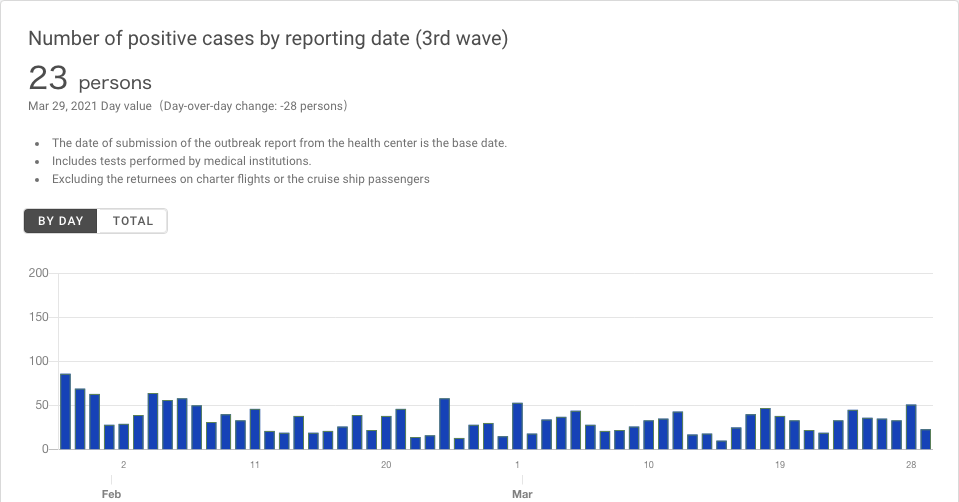 Number of positive cases by reporting date (3rd wave)
23 persons
Mar 29, 2021 Day value（Day-over-day change: -28 persons）
• The date of submission of the outbreak report from the health center is the base date.
• Includes tests performed by medical institutions.
• Excluding the returnees on charter flights or the cruise ship passengers
BY DAY TOTAL
200
150
100
50
0
2 11 20 1 10 19 28
Feb Mar